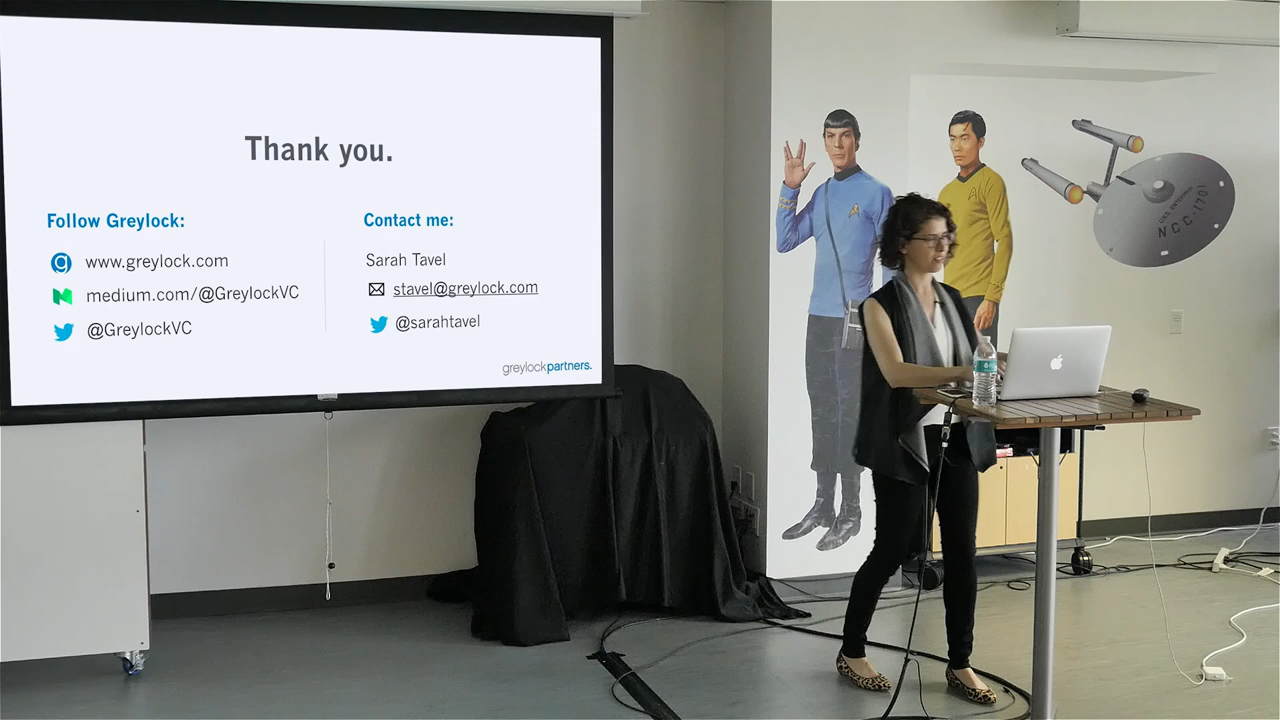 Thank you.
Follow Greylock:
www.greylock.com
medium.com/@GreylockVC
@GreylockVC
Contact me:
Sarah Tavel
stavel@greylock.com
@sarahtavel
greylockpartners.
U.S.S. ENTERPRISE
NCC-1701